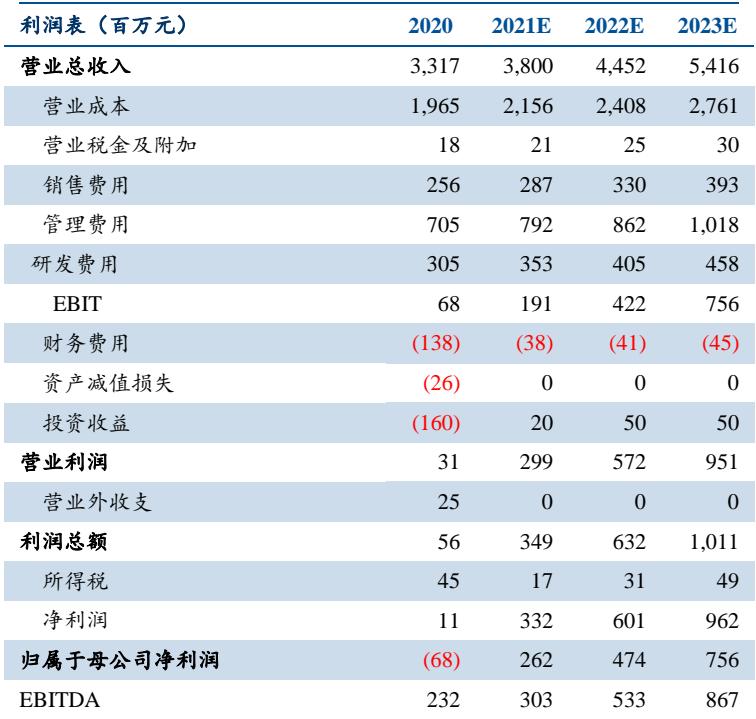 利润表（百万元） 2020 2021E 2022E 2023E
营业总收入 3,317 3,800 4,452 5,416
营业成本 1,965 2,156 2,408 2,761
营业税金及附加 18 21 25 30
销售费用 256 287 330 393
管理费用 705 792 862 1,018
研发费用 305 353 405 458
EBIT 68 191 422 756
财务费用 (138) (38) (41) (45)
资产减值损失 (26) 0 0 0
投资收益 (160) 20 50 50
营业利润 31 299 572 951
营业外收支 25 0 0 0
利润总额 56 349 632 1,011
所得税 45 17 31 49
净利润 11 332 601 962
归属于母公司净利润 (68) 262 474 756
EBITDA 232 303 533 867